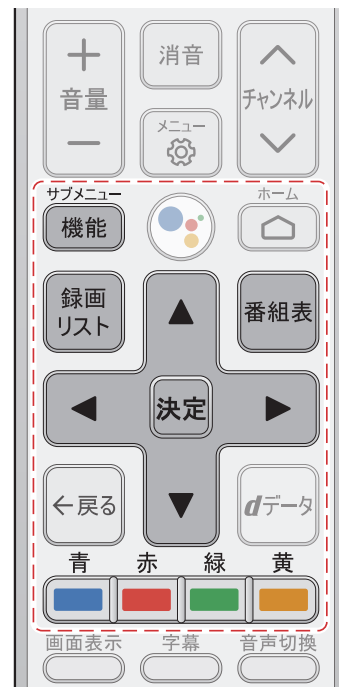 +
音量
−
消音
メニュー
チャンネル
サブメニュー
機能
ホーム
録画
リスト
番組表
決定
←戻る
dデータ
青 赤 緑 黄
画面表示 字幕 音声切換